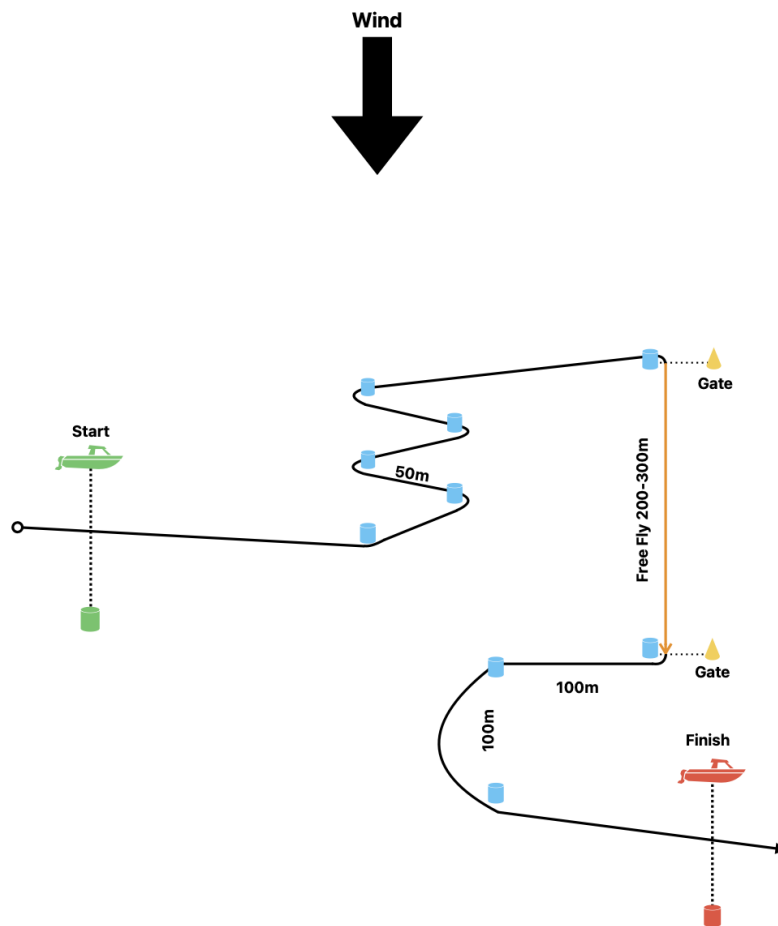 Wind
Gate
Start
50m
Free Fly 200-300m
Gate
100m
100m
Finish